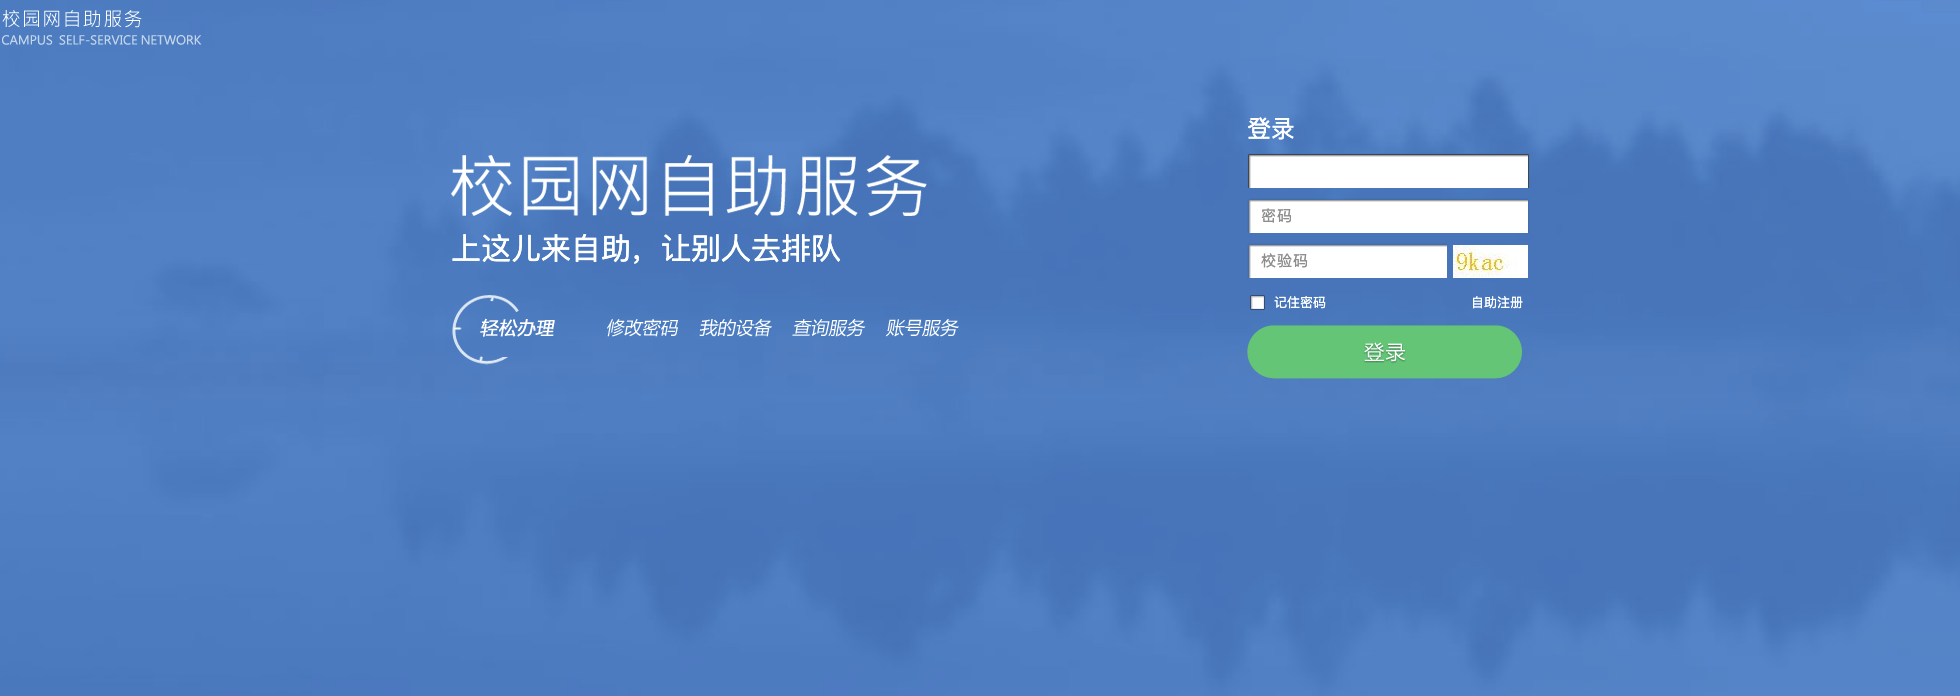 校园网自助服务
CAMPUS SELF-SERVICE NETWORK
校园网自助服务
上这儿来自助，让别人去排队
轻松办理 修改密码 我的设备 查询服务 账号服务
登录
密码
校验码 9kac
记住密码 自助注册
登录